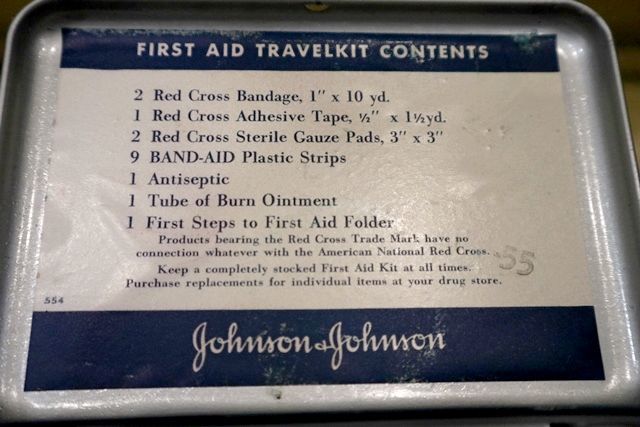 FIRST AID TRAVELKIT CONTENTS
2 Red Cross Bandage, 1" x 10 yd.
1 Red Cross Adhesive Tape, ½" x 1½yd.
2 Red Cross Sterile Gauze Pads, 3" x 3"
9 BAND-AID Plastic Strips
1 Antiseptic
1 Tube of Burn Ointment
1 First Steps to First Aid Folder
Products bearing the Red Cross Trade Mark have no
connection whatever with the American National Red Cross.
55
Keep a completely stocked First Aid Kit at all times.
Purchase replacements for individual items at your drug store.
554
Johnson & Johnson